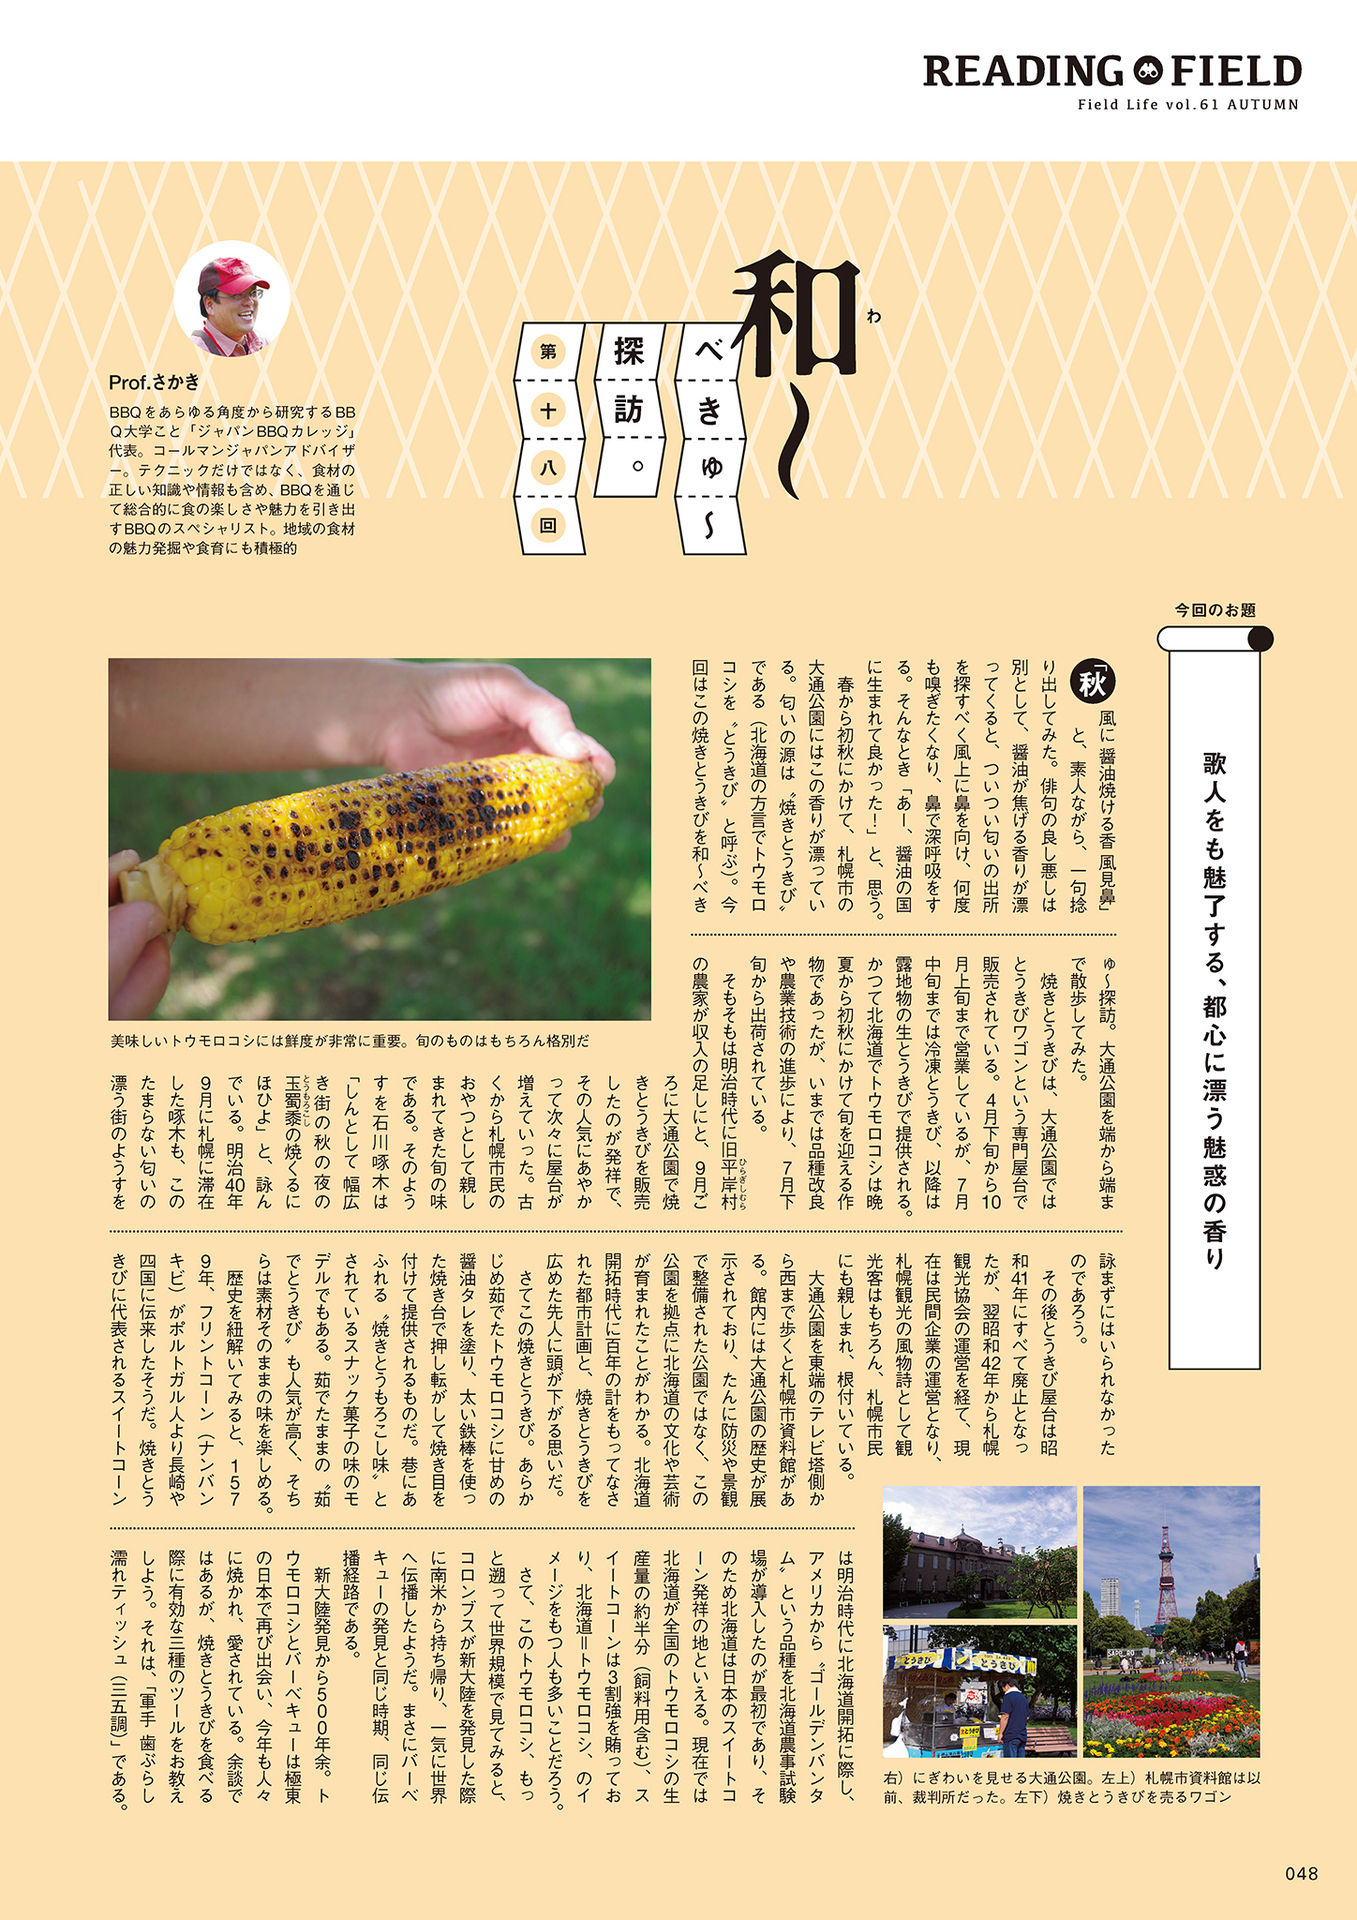 READING FIELD
Field Life vol.61 AUTUMN
和〜
わ
べきゅ〜
探訪。
第十八回
Prof.さかき
BBQをあらゆる角度から研究するBB
Q大学こと「ジャパンBBQカレッジ」
代表。コールマンジャパンアドバイザ
ー。テクニックだけではなく、食材の
正しい知識や情報も含め、BBQを通じ
て総合的に食の楽しさや魅力を引き出
すBBQのスペシャリスト。地域の食材
の魅力発掘や食育にも積極的
今回のお題
歌人をも魅了する、都心に漂う魅惑の香り
「秋風に 醤油焼ける香 風見鼻」
と、素人ながら、一句捻
り出してみた。俳句の良し悪しは
別として、醤油が焦げる香りが漂
ってくると、ついつい匂いの出所
を探すべく風上に鼻を向け、何度
も嗅ぎたくなり、鼻で深呼吸をす
る。そんなとき「あー、醤油の国
に生まれて良かった！」と、思う。
春から初秋にかけて、札幌市の
大通公園にはこの香りが漂ってい
る。匂いの源は〝焼きとうきび〟
である（北海道の方言でトウモロ
コシを〝とうきび〟と呼ぶ）。今
回はこの焼きとうきびを和〜べき
ゅ〜探訪。大通公園を端から端ま
で散歩してみた。
焼きとうきびは、大通公園では
とうきびワゴンという専門屋台で
販売されている。4月下旬から10
月上旬まで営業しているが、7月
中旬までは冷凍とうきび、以降は
露地物の生とうきびで提供される。
かつて北海道でトウモロコシは晩
夏から初秋にかけて旬を迎える作
物であったが、いまでは品種改良
や農業技術の進歩により、7月下
旬から出荷されている。
そもそもは明治時代に旧平岸村
ひらぎしむら
の農家が収入の足しにと、9月ご
ろに大通公園で焼
きとうきびを販売
したのが発祥で、
その人気にあやか
って次々に屋台が
増えていった。古
くから札幌市民の
おやつとして親し
まれてきた旬の味
である。そのよう
すを石川啄木は
「しんとして 幅広
き街の 秋の夜の
玉蜀黍の焼くるに
とうもろこし
ほひよ」と、詠ん
でいる。明治40年
9月に札幌に滞在
した啄木も、この
たまらない匂いの
漂う街のようすを
詠まずにはいられなかった
のであろう。
その後とうきび屋台は昭
和41年にすべて廃止となっ
たが、翌昭和42年から札幌
観光協会の運営を経て、現
在は民間企業の運営となり、
札幌観光の風物詩として観
光客はもちろん、札幌市民
にも親しまれ、根付いている。
大通公園を東端のテレビ塔側か
ら西まで歩くと札幌市資料館があ
る。館内には大通公園の歴史が展
示されており、たんに防災や景観
で整備された公園ではなく、この
公園を拠点に北海道の文化や芸術
が育まれたことがわかる。北海道
開拓時代に百年の計をもってなさ
れた都市計画と、焼きとうきびを
広めた先人に頭が下がる思いだ。
さてこの焼きとうきび。あらか
じめ茹でたトウモロコシに甘めの
醤油タレを塗り、太い鉄棒を使っ
た焼き台で押し転がして焼き目を
付けて提供されるものだ。巷にあ
ふれる〝焼きとうもろこし味〟と
されているスナック菓子の味のモ
デルでもある。茹でたままの〝茹
でとうきび〟も人気が高く、そち
らは素材そのままの味を楽しめる。
歴史を紐解いてみると、157
9年、フリントコーン（ナンバン
キビ）がポルトガル人より長崎や
四国に伝来したそうだ。焼きとう
きびに代表されるスイートコーン
は明治時代に北海道開拓に際し、
アメリカから〝ゴールデンバンタ
ム〟という品種を北海道農事試験
場が導入したのが最初であり、そ
のため北海道は日本のスイートコ
ーン発祥の地といえる。現在では
北海道が全国のトウモロコシの生
産量の約半分（飼料用含む）、ス
イートコーンは3割強を賄ってお
り、北海道＝トウモロコシ、のイ
メージをもつ人も多いことだろう。
さて、このトウモロコシ、もっ
と遡って世界規模で見てみると、
コロンブスが新大陸を発見した際
に南米から持ち帰り、一気に世界
へ伝播したようだ。まさにバーベ
キューの発見と同じ時期、同じ伝
播経路である。
新大陸発見から500年余。ト
ウモロコシとバーベキューは極東
の日本で再び出会い、今年も人々
に焼かれ、愛されている。余談で
はあるが、焼きとうきびを食べる
際に有効な三種のツールをお教え
しよう。それは、「軍手 歯ぶらし
濡れティッシュ（三五調）」である。
美味しいトウモロコシには鮮度が非常に重要。旬のものはもちろん格別だ
SAPPORO
とうきび
とうきび
右）にぎわいを見せる大通公園。左上）札幌市資料館は以
前、裁判所だった。左下）焼きとうきびを売るワゴン
048